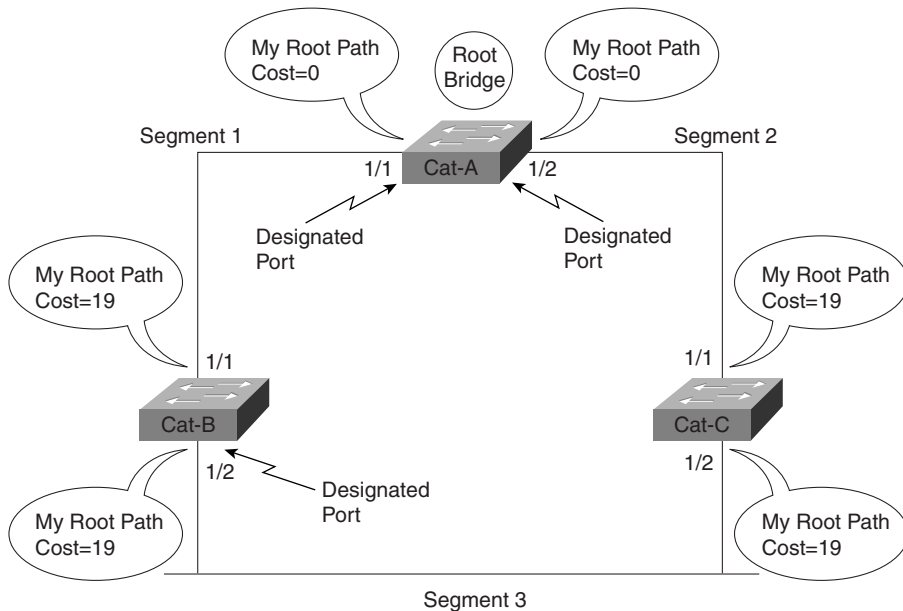 My Root Path
Cost=0
Root
Bridge
My Root Path
Cost=0
Segment 1
Segment 2
1/1
Cat-A
1/2
Designated
Port
Designated
Port
My Root Path
Cost=19
My Root Path
Cost=19
1/1
1/1
Cat-B
Cat-C
1/2
1/2
Designated
Port
My Root Path
Cost=19
My Root Path
Cost=19
Segment 3